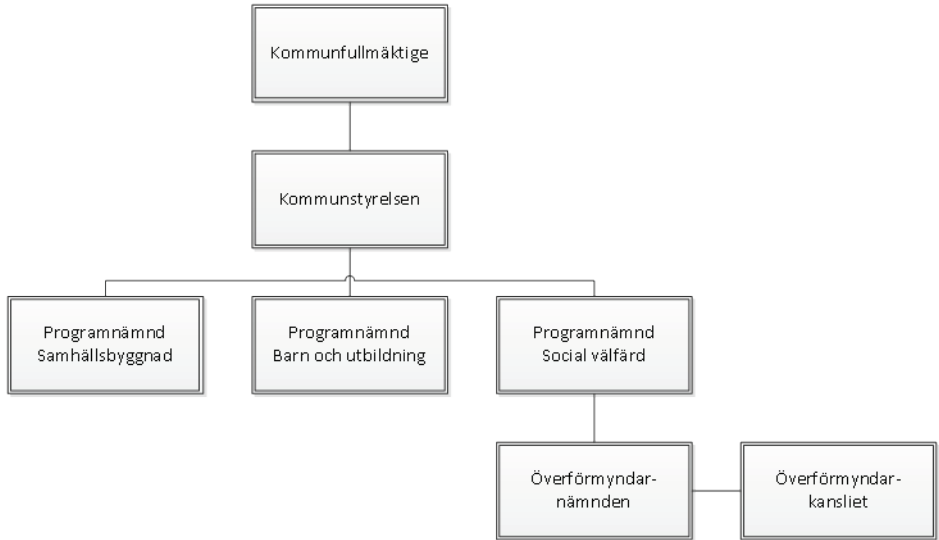 Kommunfullmäktige
Kommunstyrelsen
Programnämnd
Samhällsbyggnad
Programnämnd
Barn och utbildning
Programnämnd
Social välfärd
Överförmyndar-
nämnden
Överförmyndar-
kansliet